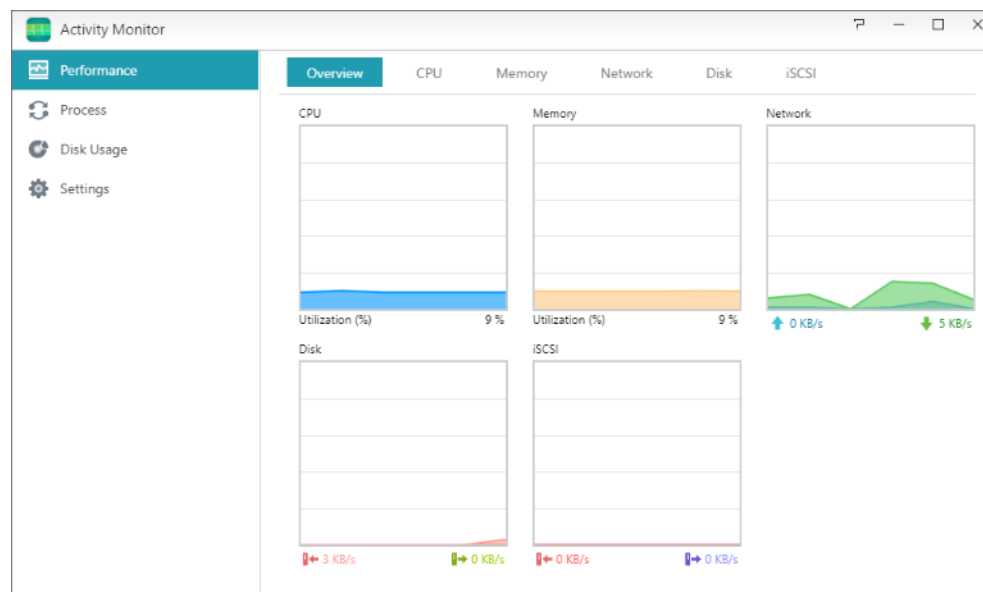 Activity Monitor
Performance
Process
Disk Usage
Settings
Overview CPU Memory Network Disk iSCSI
CPU Memory Network
Utilization (%) 9 % Utilization (%) 9 % 0 KB/s 5 KB/s
Disk iSCSI
3 KB/s 0 KB/s 0 KB/s 0 KB/s